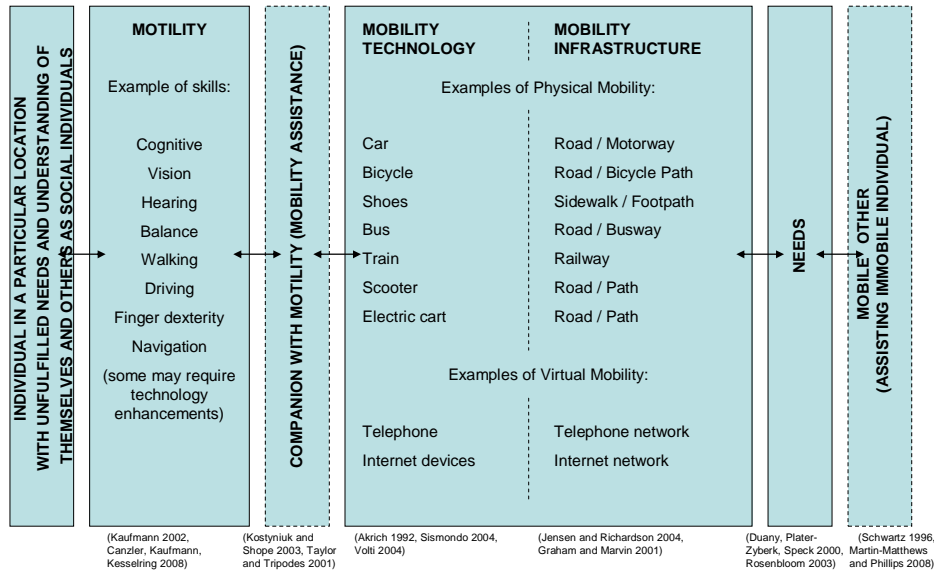 INDIVIDUAL IN A PARTICULAR LOCATION
WITH UNFULFILLED NEEDS AND UNDERSTANDING OF
THEMSELVES AND OTHERS AS SOCIAL INDIVIDUALS
MOTILITY
Example of skills:
Cognitive
Vision
Hearing
Balance
Walking
Driving
Finger dexterity
Navigation
(some may require
technology
enhancements)
(Kaufmann 2002,
Canzler, Kaufmann,
Kesselring 2008)
COMPANION WITH MOTILITY (MOBILITY ASSISTANCE)
(Kostyniuk and
Shope 2003, Taylor
and Tripodes 2001)
MOBILITY
TECHNOLOGY
MOBILITY
INFRASTRUCTURE
Examples of Physical Mobility:
Car
Road / Motorway
Bicycle
Road / Bicycle Path
Shoes
Sidewalk / Footpath
Bus
Road / Busway
Train
Railway
Scooter
Road / Path
Electric cart
Road / Path
Examples of Virtual Mobility:
Telephone
Telephone network
Internet devices
Internet network
(Akrich 1992, Sismondo 2004,
Volti 2004)
(Jensen and Richardson 2004,
Graham and Marvin 2001)
NEEDS
(Duany, Plater-
Zyberk, Speck 2000,
Rosenbloom 2003)
MOBILE OTHER
(ASSISTING IMMOBILE INDIVIDUAL)
(Schwartz 1996,
Martin-Matthews
and Phillips 2008)